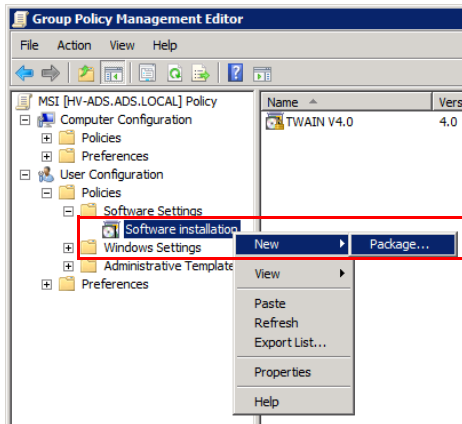 Group Policy Management Editor
File Action View Help
MSI [HV-ADS.ADS.LOCAL] Policy
Name
Vers
Computer Configuration
TWAIN V4.0
4.0
Policies
Preferences
User Configuration
Policies
Software Settings
Software installation
New
Package...
Windows Settings
Administrative Template
View
Preferences
Paste
Refresh
Export List...
Properties
Help